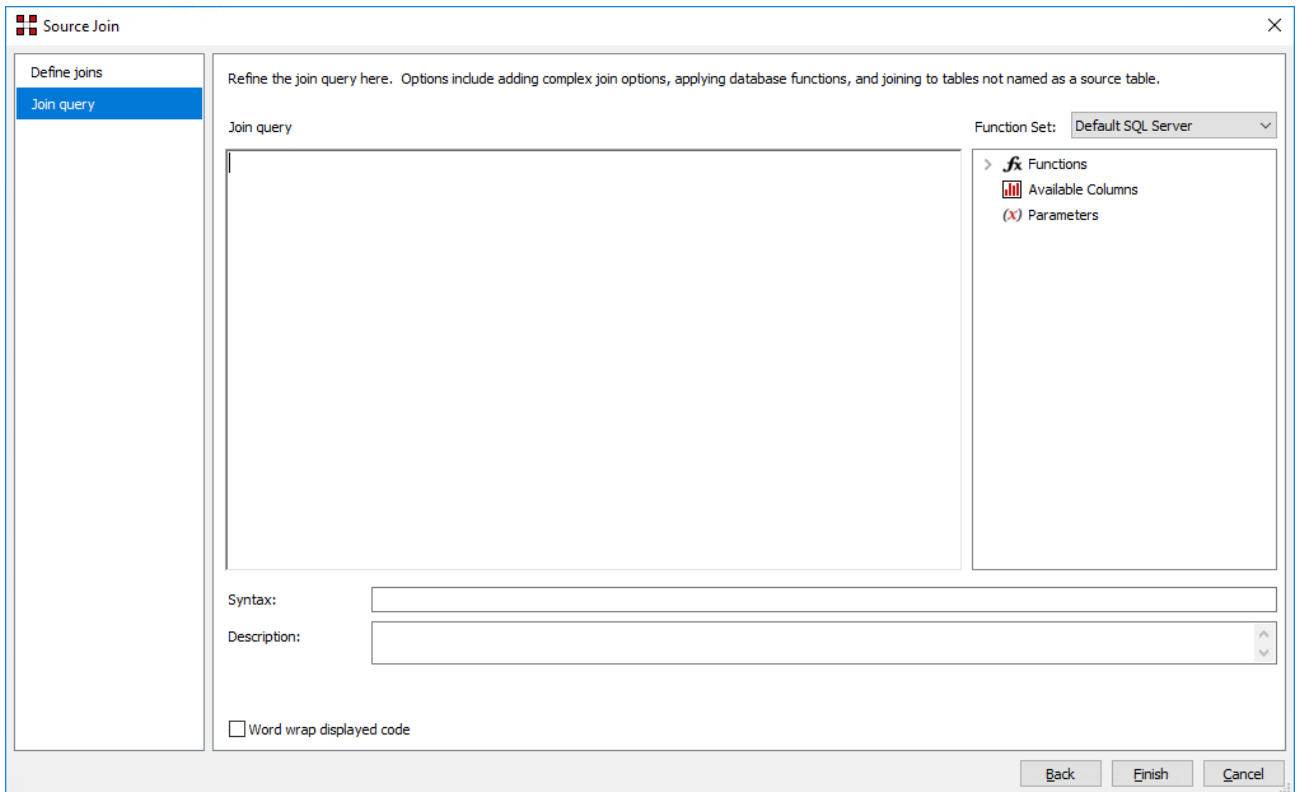 Source Join
Define joins
Join query
Refine the join query here.  Options include adding complex join options, applying database functions, and joining to tables not named as a source table.
Join query
Function Set: Default SQL Server
fx Functions
Available Columns
(x) Parameters
Syntax:
Description:
Word wrap displayed code
Back Finish Cancel